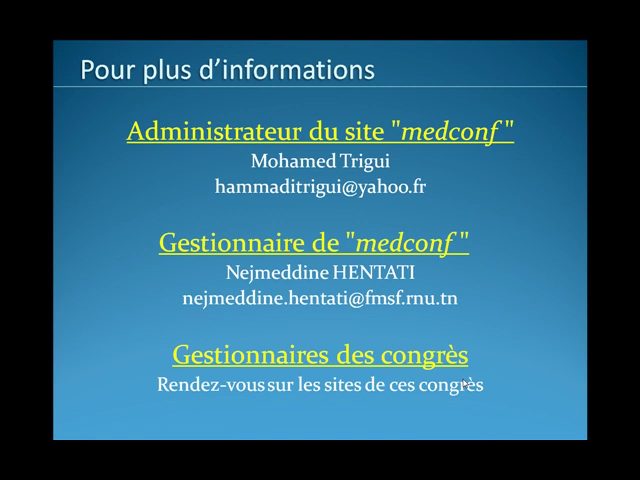 Pour plus d'informations
Administrateur du site "medconf "
Mohamed Trigui
hammaditrigui@yahoo.fr
Gestionnaire de "medconf "
Nejmeddine HENTATI
nejmeddine.hentati@fmsf.rnu.tn
Gestionnaires des congrès
Rendez-vous sur les sites de ces congrès